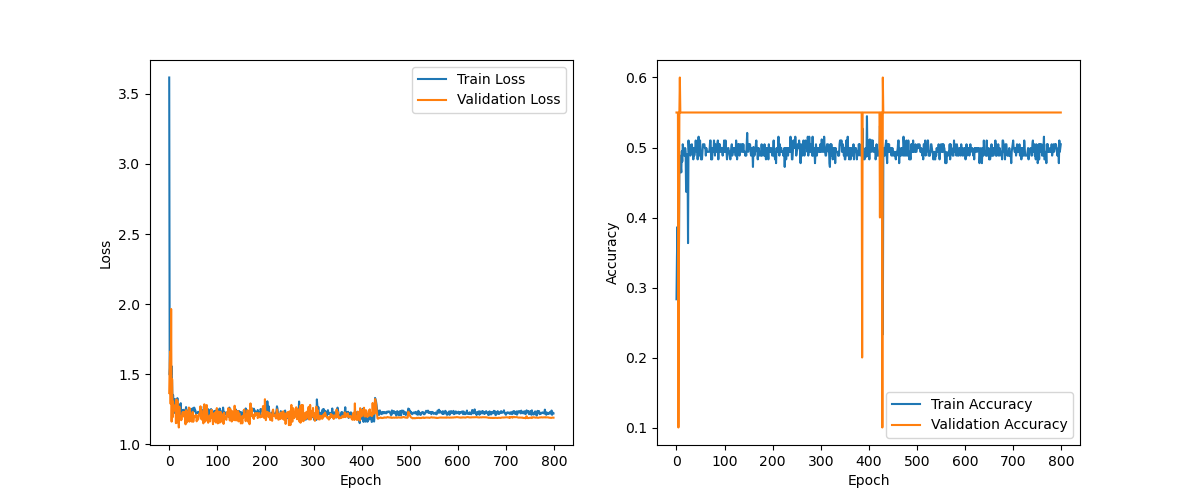 Train Loss
Validation Loss
3.5
3.0
2.5
2.0
1.5
1.0
Loss
0 100 200 300 400 500 600 700 800
Epoch
0.6
0.5
0.4
0.3
0.2
0.1
Accuracy
Train Accuracy
Validation Accuracy
0 100 200 300 400 500 600 700 800
Epoch